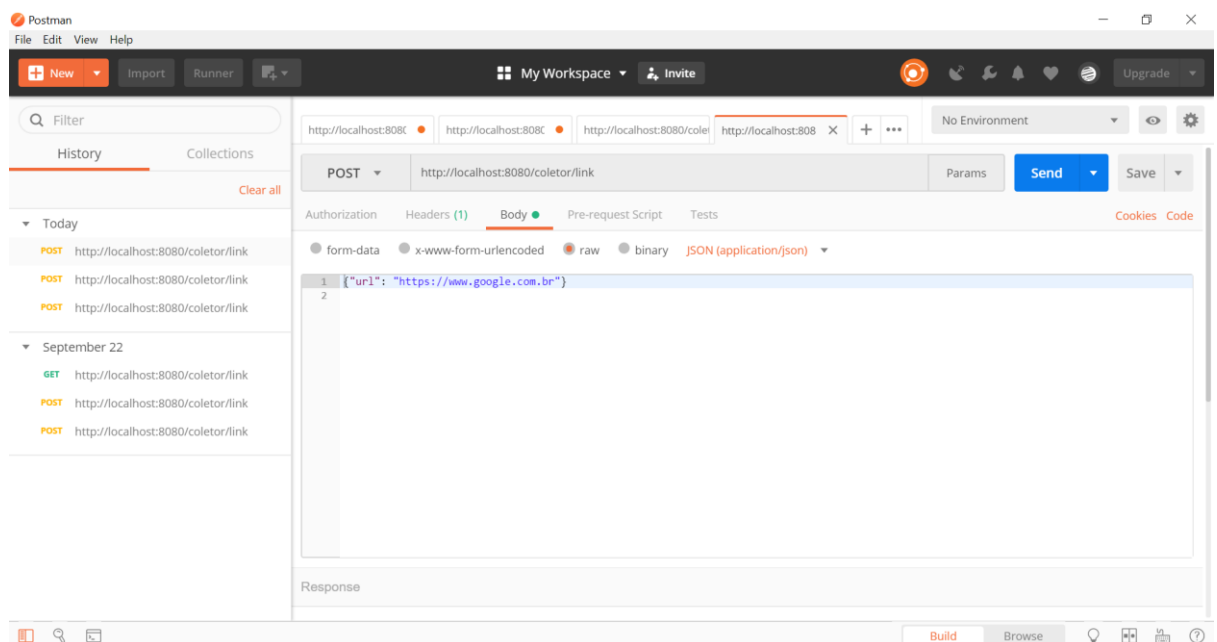 Postman
File Edit View Help
New Import Runner My Workspace Invite Upgrade
Filter
History Collections
Clear all
Today
POST http://localhost:8080/coletor/link
POST http://localhost:8080/coletor/link
POST http://localhost:8080/coletor/link
September 22
GET http://localhost:8080/coletor/link
POST http://localhost:8080/coletor/link
POST http://localhost:8080/coletor/link
http://localhost:808 http://localhost:808 http://localhost:8080/cole http://localhost:808 No Environment
POST http://localhost:8080/coletor/link Params Send Save
Authorization Headers (1) Body Pre-request Script Tests Cookies Code
form-data x-www-form-urlencoded raw binary JSON (application/json)
1 {"url": "https://www.google.com.br"}
2
Response
Build Browse